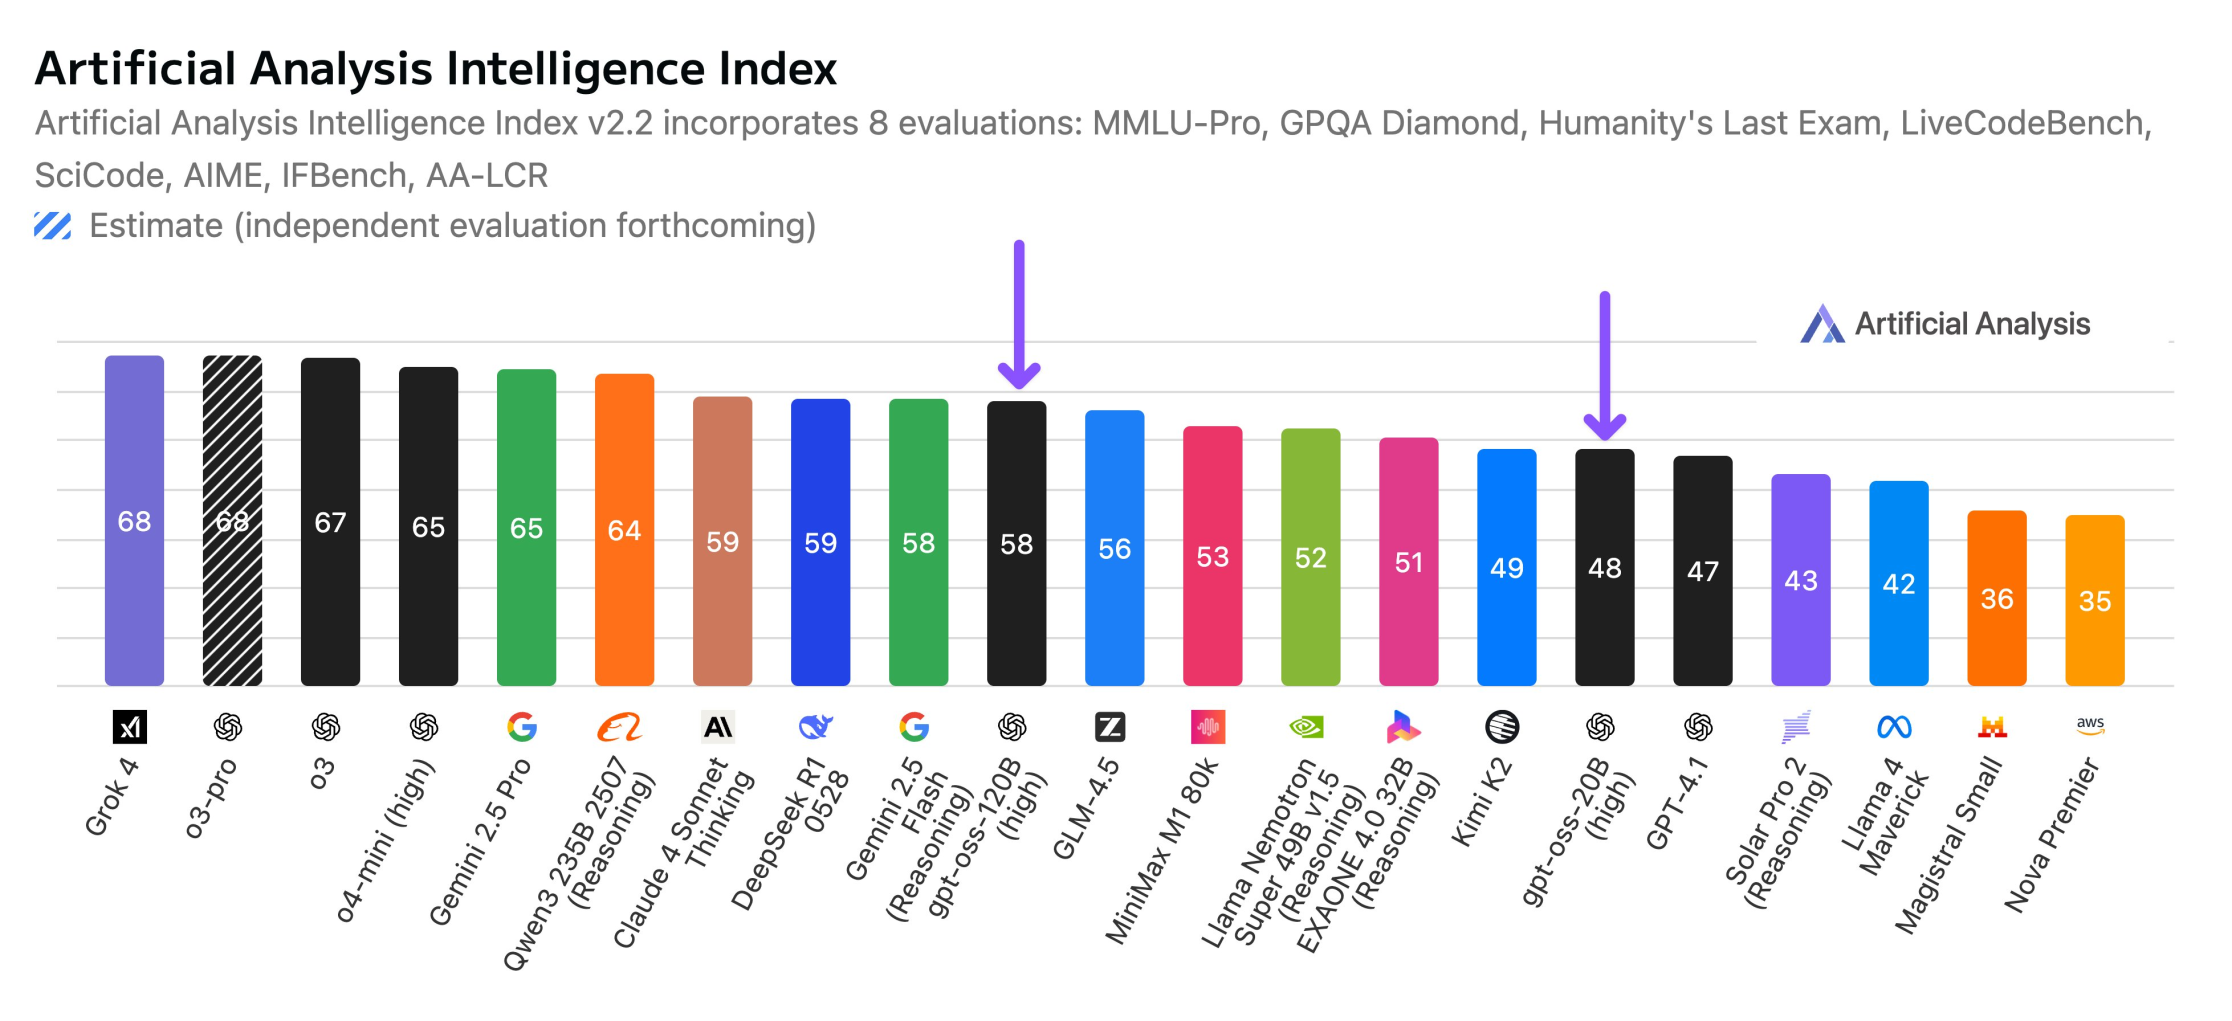 Artificial Analysis Intelligence Index
Artificial Analysis Intelligence Index v2.2 incorporates 8 evaluations: MMLU-Pro, GPQA Diamond, Humanity's Last Exam, LiveCodeBench,
SciCode, AIME, IFBench, AA-LCR
Estimate (independent evaluation forthcoming)
Artificial Analysis
68
68
67
65
65
64
59
59
58
58
56
53
52
51
49
48
47
43
42
36
35
xI
AI
Z
aws
Grok 4
o3-pro
o3
o4-mini (high)
Gemini 2.5 Pro
Qwen3 235B 2507
(Reasoning)
Claude 4 Sonnet
Thinking
DeepSeek R1
0528
Gemini 2.5
Flash
(Reasoning)
gpt-oss-120B
(high)
GLM-4.5
MiniMax M1 80k
Llama Nemotron
Super 49B v1.5
(Reasoning)
EXAONE 4.0 32B
(Reasoning)
Kimi K2
gpt-oss-20B
(high)
GPT-4.1
Solar Pro 2
(Reasoning)
Llama 4
Maverick
Magistral Small
Nova Premier